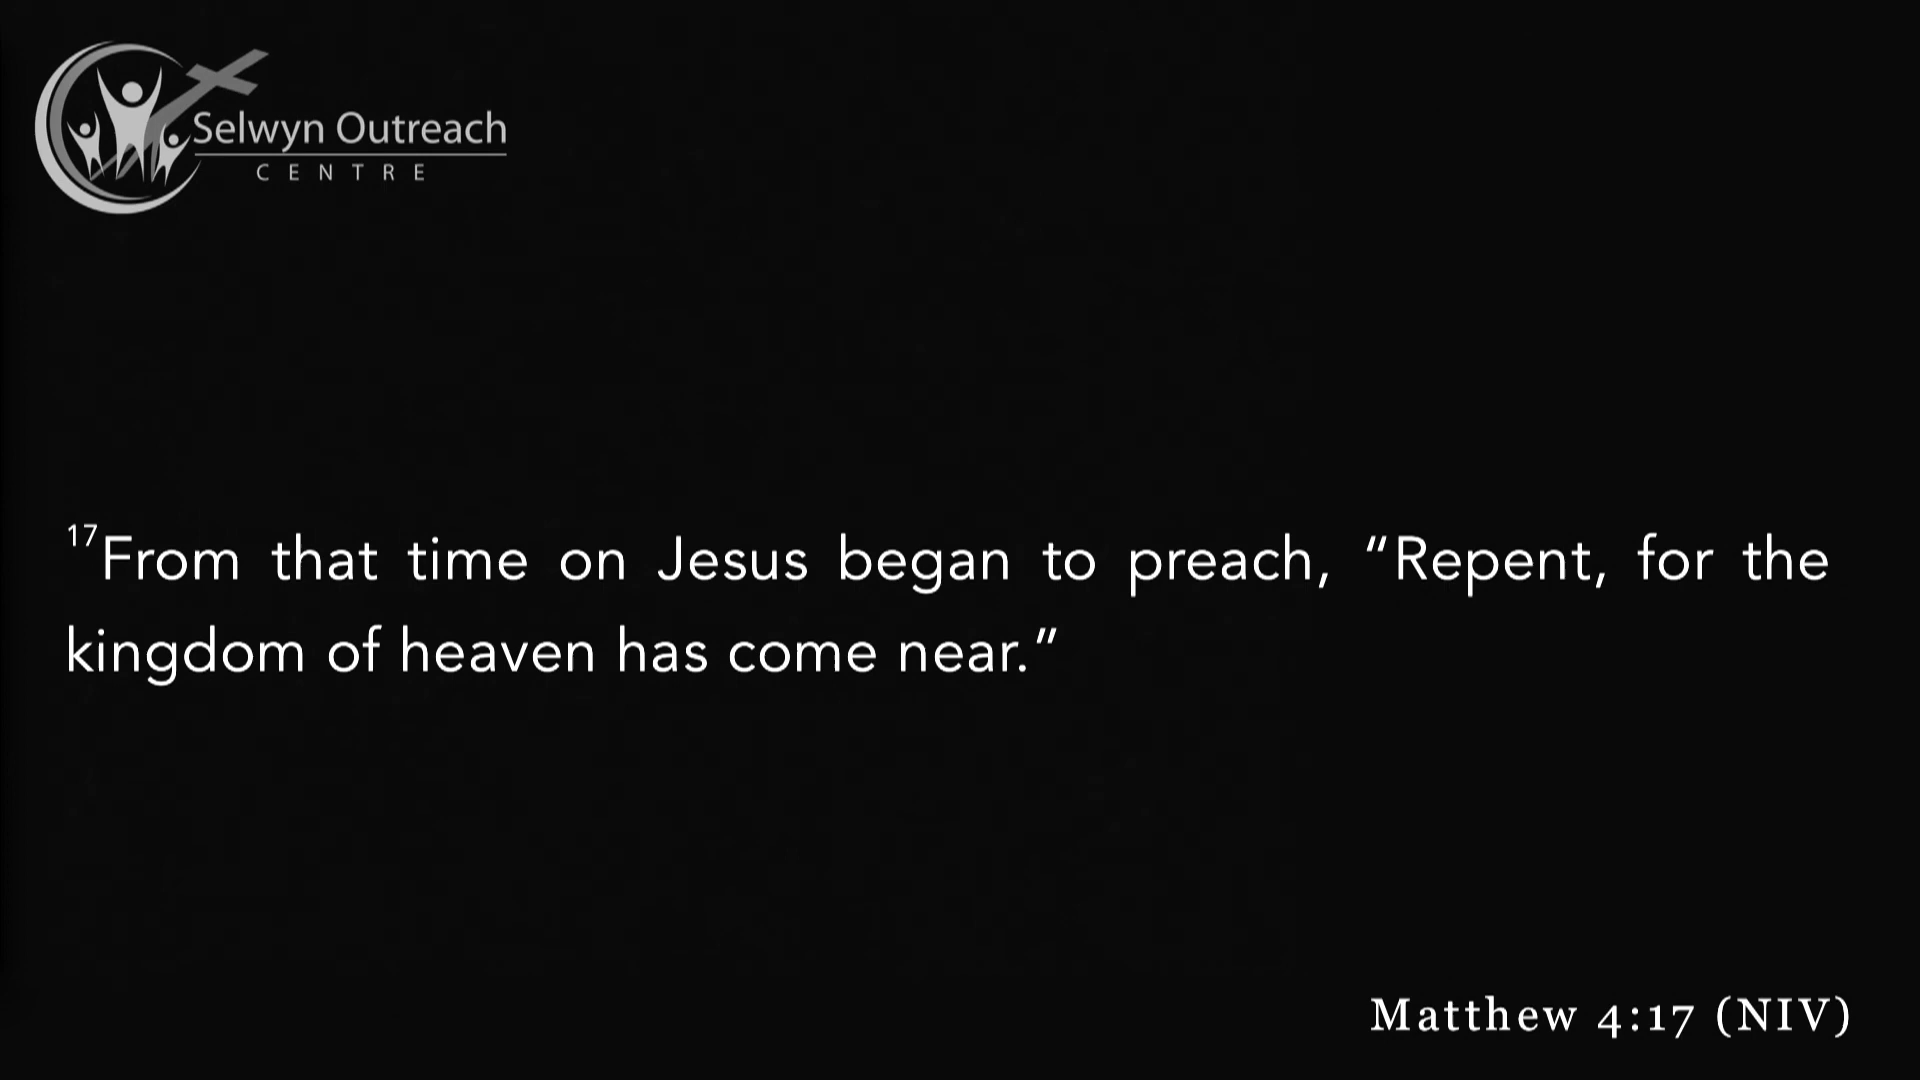 Selwyn Outreach
CENTRE
17From that time on Jesus began to preach, “Repent, for the
kingdom of heaven has come near.”
Matthew 4:17 (NIV)